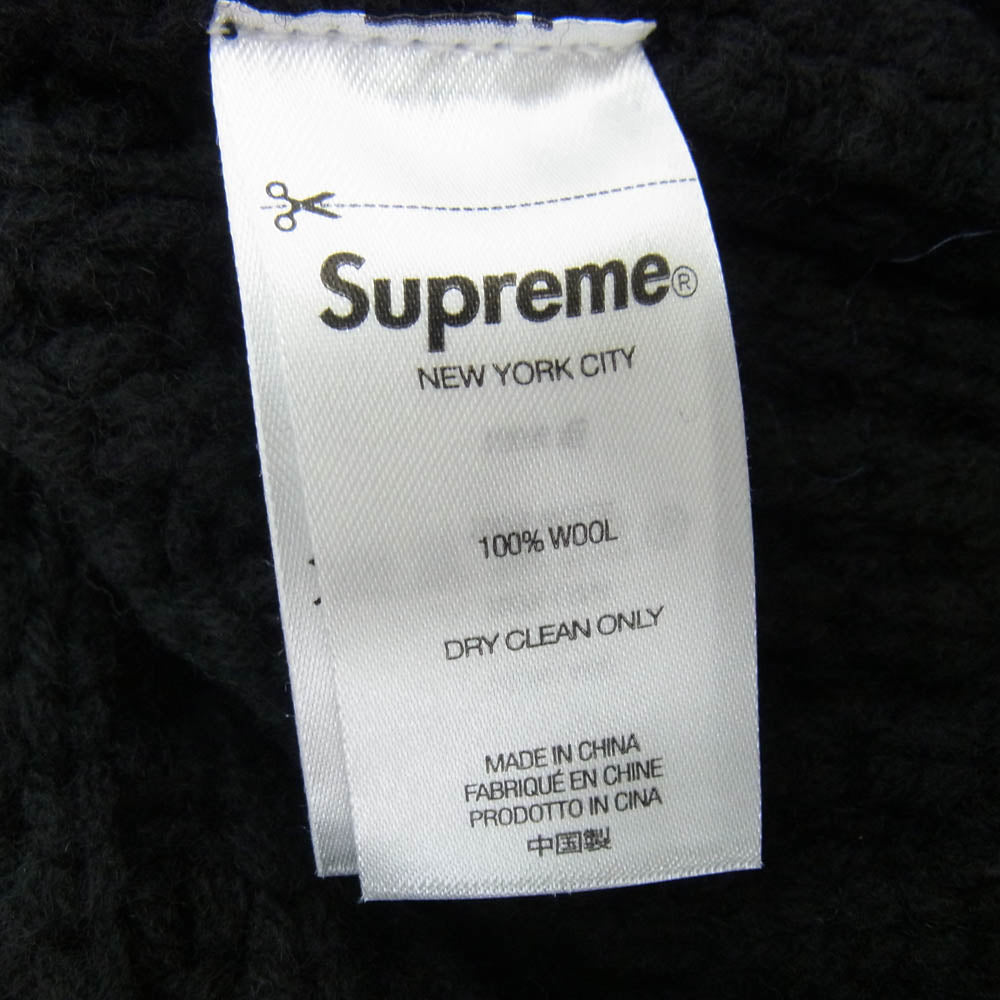 Supreme®
NEW YORK CITY
100% WOOL
DRY CLEAN ONLY
MADE IN CHINA
FABRIQUÉ EN CHINE
PRODOTTO IN CINA
中国製